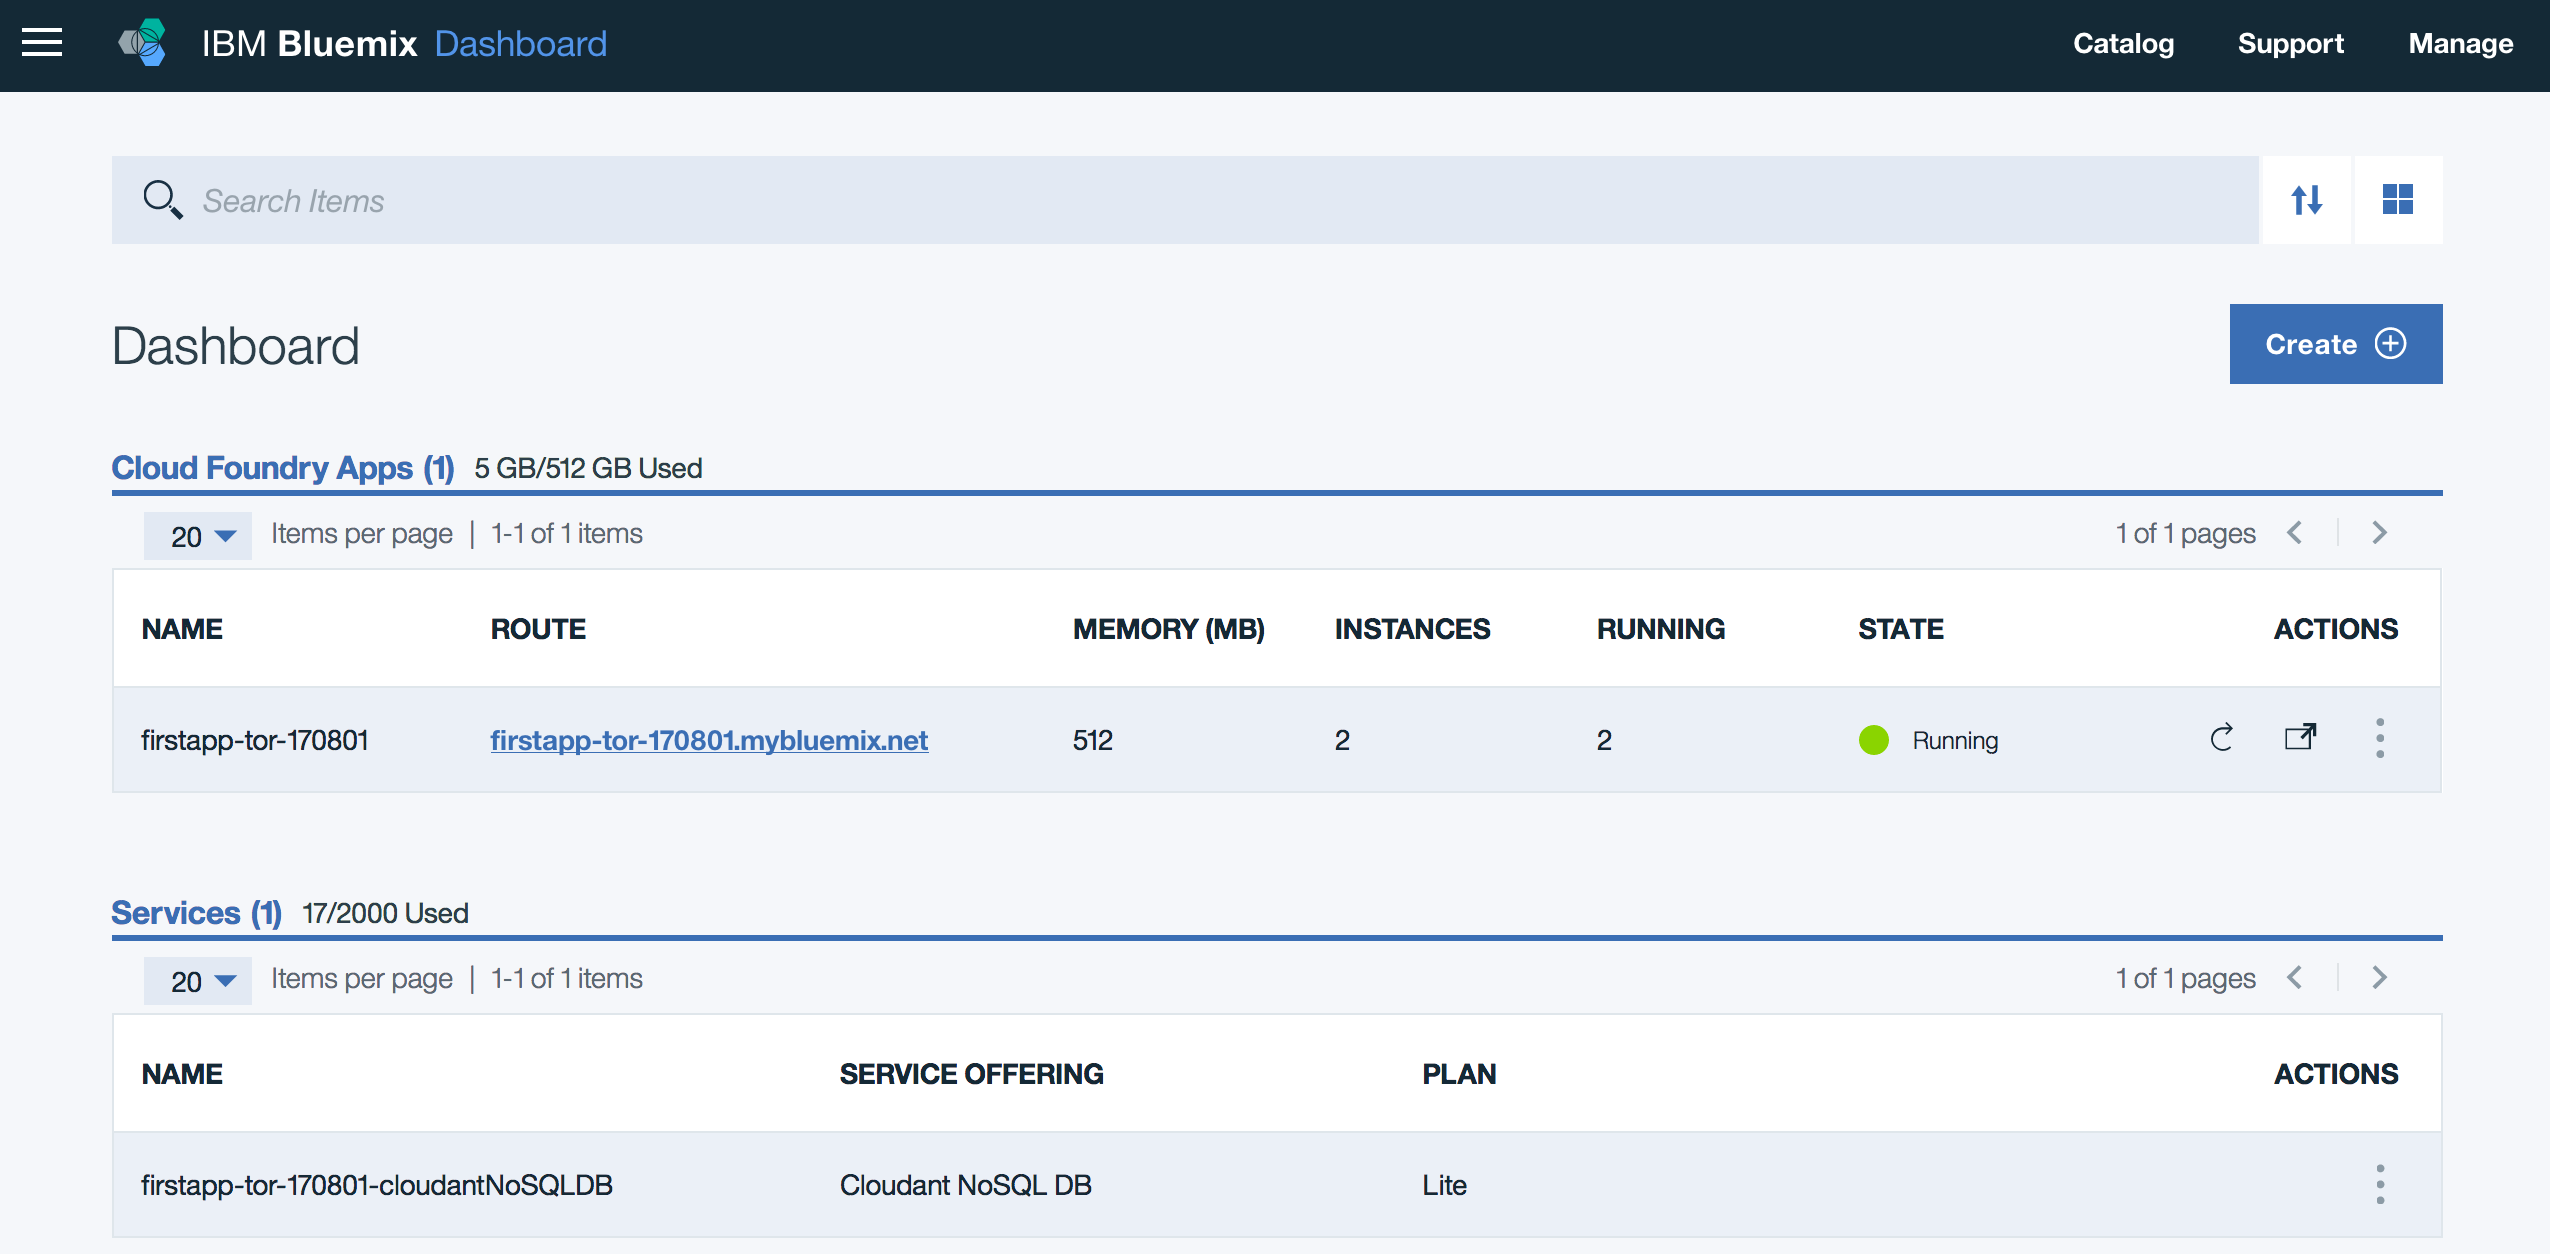 IBM Bluemix Dashboard Catalog Support Manage
Search Items
Dashboard Create
Cloud Foundry Apps (1) 5 GB/512 GB Used
20 Items per page | 1-1 of 1 items 1 of 1 pages
NAME ROUTE MEMORY (MB) INSTANCES RUNNING STATE ACTIONS
firstapp-tor-170801 firstapp-tor-170801.mybluemix.net 512 2 2 Running
Services (1) 17/2000 Used
20 Items per page | 1-1 of 1 items 1 of 1 pages
NAME SERVICE OFFERING PLAN ACTIONS
firstapp-tor-170801-cloudantNoSQLDB Cloudant NoSQL DB Lite